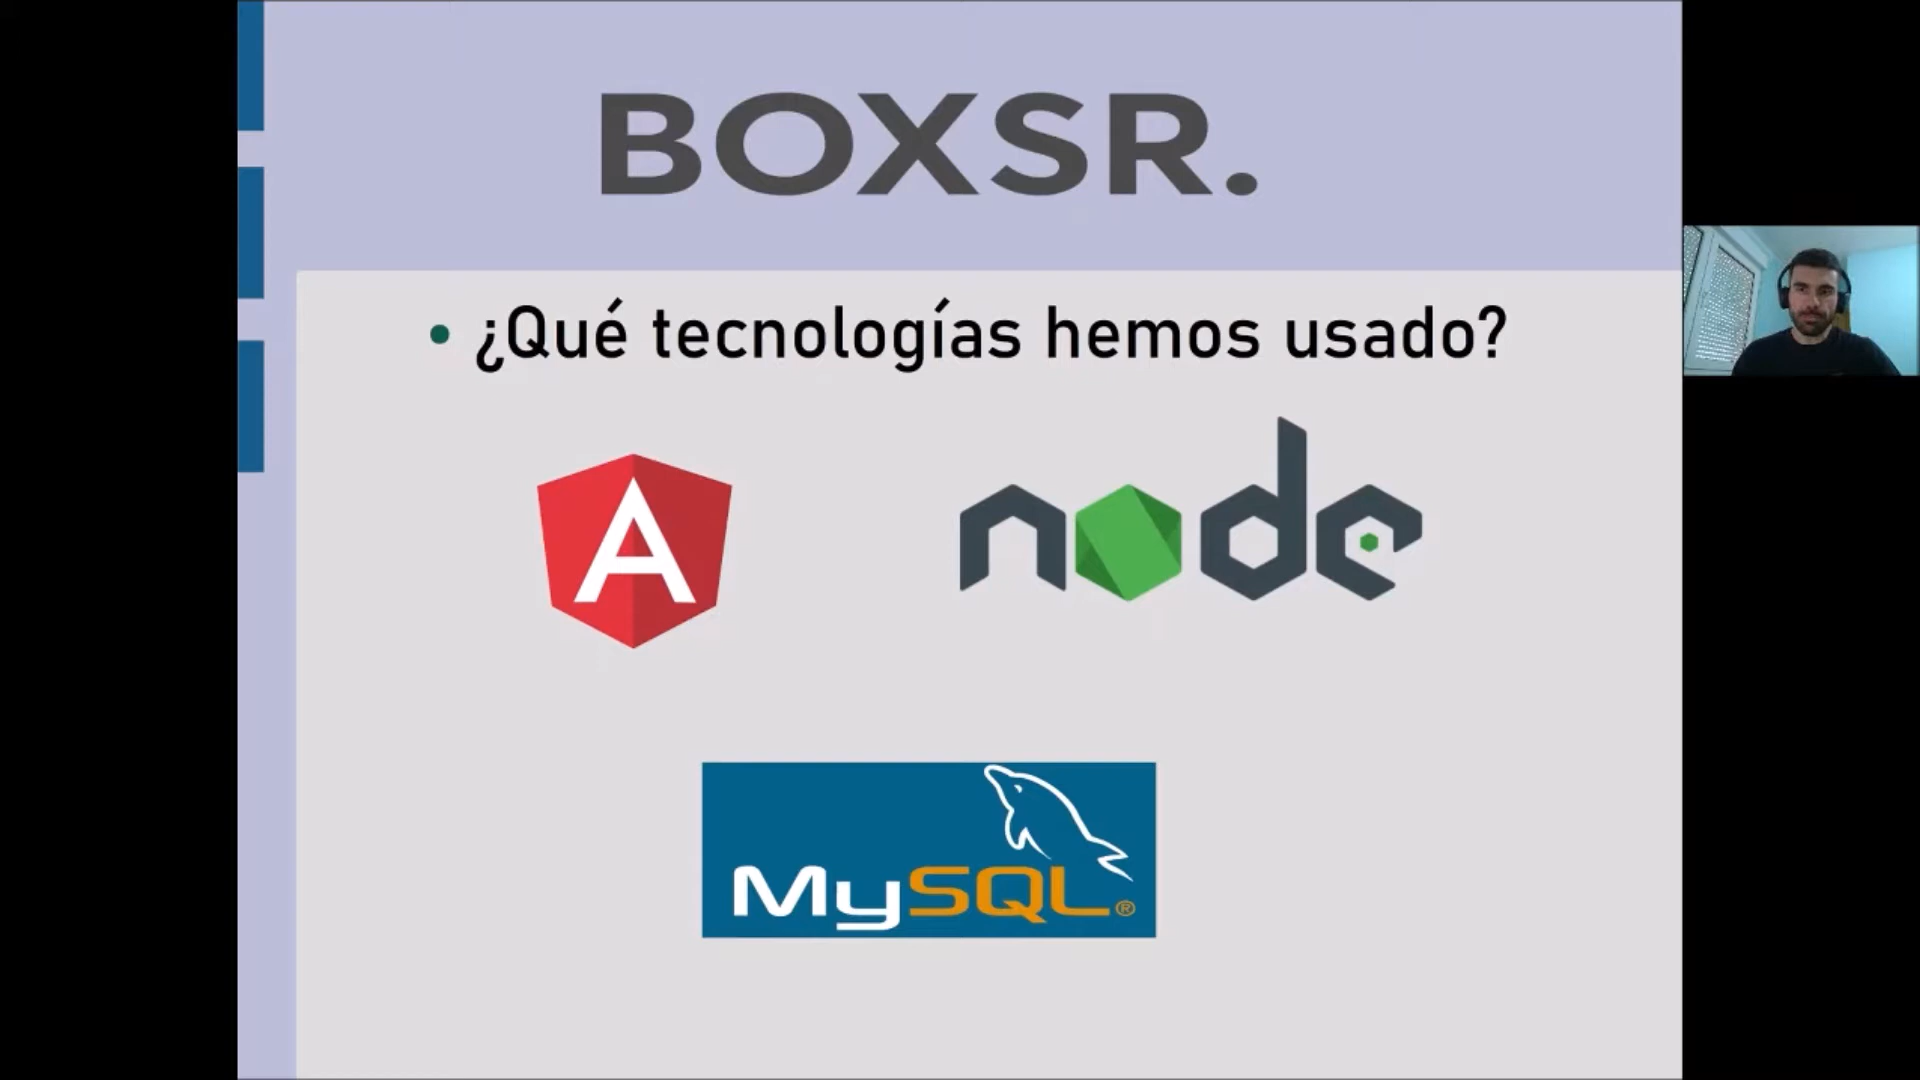 BOXSR.
• ¿Qué tecnologías hemos usado?
A
node
MySQL®